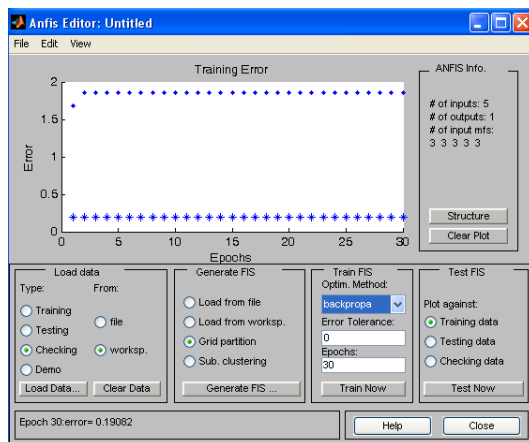 Anfis Editor: Untitled
File Edit View
Training Error
2
1.5
1
0.5
0
Error
0 5 10 15 20 25 30
Epochs
ANFIS Info.
# of inputs: 5
# of outputs: 1
# of input mfs:
3 3 3 3 3
Structure
Clear Plot
Load data
Type: From:
Training
Testing
Checking
Demo
file
worksp.
Load Data... Clear Data
Generate FIS
Load from file
Load from worksp.
Grid partition
Sub. clustering
Generate FIS ...
Train FIS
Optim. Method:
backpropa
Error Tolerance:
0
Epochs:
30
Train Now
Test FIS
Plot against:
Training data
Testing data
Checking data
Test Now
Epoch 30:error= 0.19082
Help Close